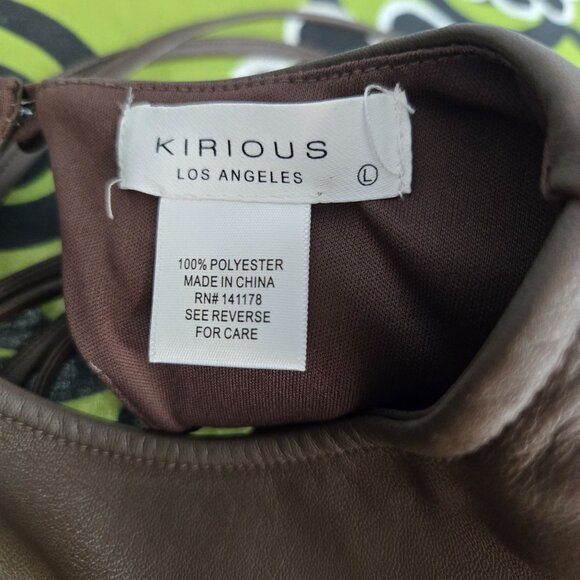 KIRIOUS
LOS ANGELES L
100% POLYESTER
MADE IN CHINA
RN# 141178
SEE REVERSE
FOR CARE